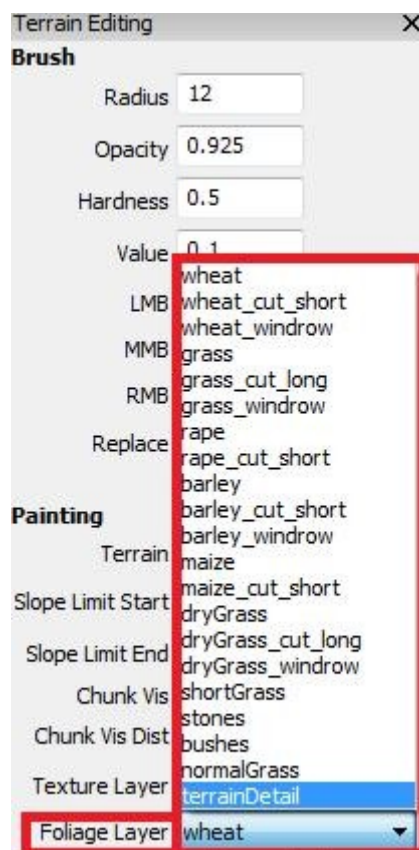 Terrain Editing
Brush
Radius 12
Opacity 0.925
Hardness 0.5
Value 0.1
LMB
MMB
RMB
Replace
wheat
wheat_cut_short
wheat_windrow
grass
grass_cut_long
grass_windrow
rape
rape_cut_short
barley
barley_cut_short
barley_windrow
maize
maize_cut_short
dryGrass
dryGrass_cut_long
dryGrass_windrow
shortGrass
stones
bushes
normalGrass
terrainDetail
Painting
Terrain
Slope Limit Start
Slope Limit End
Chunk Vis
Chunk Vis Dist
Texture Layer
Foliage Layer wheat